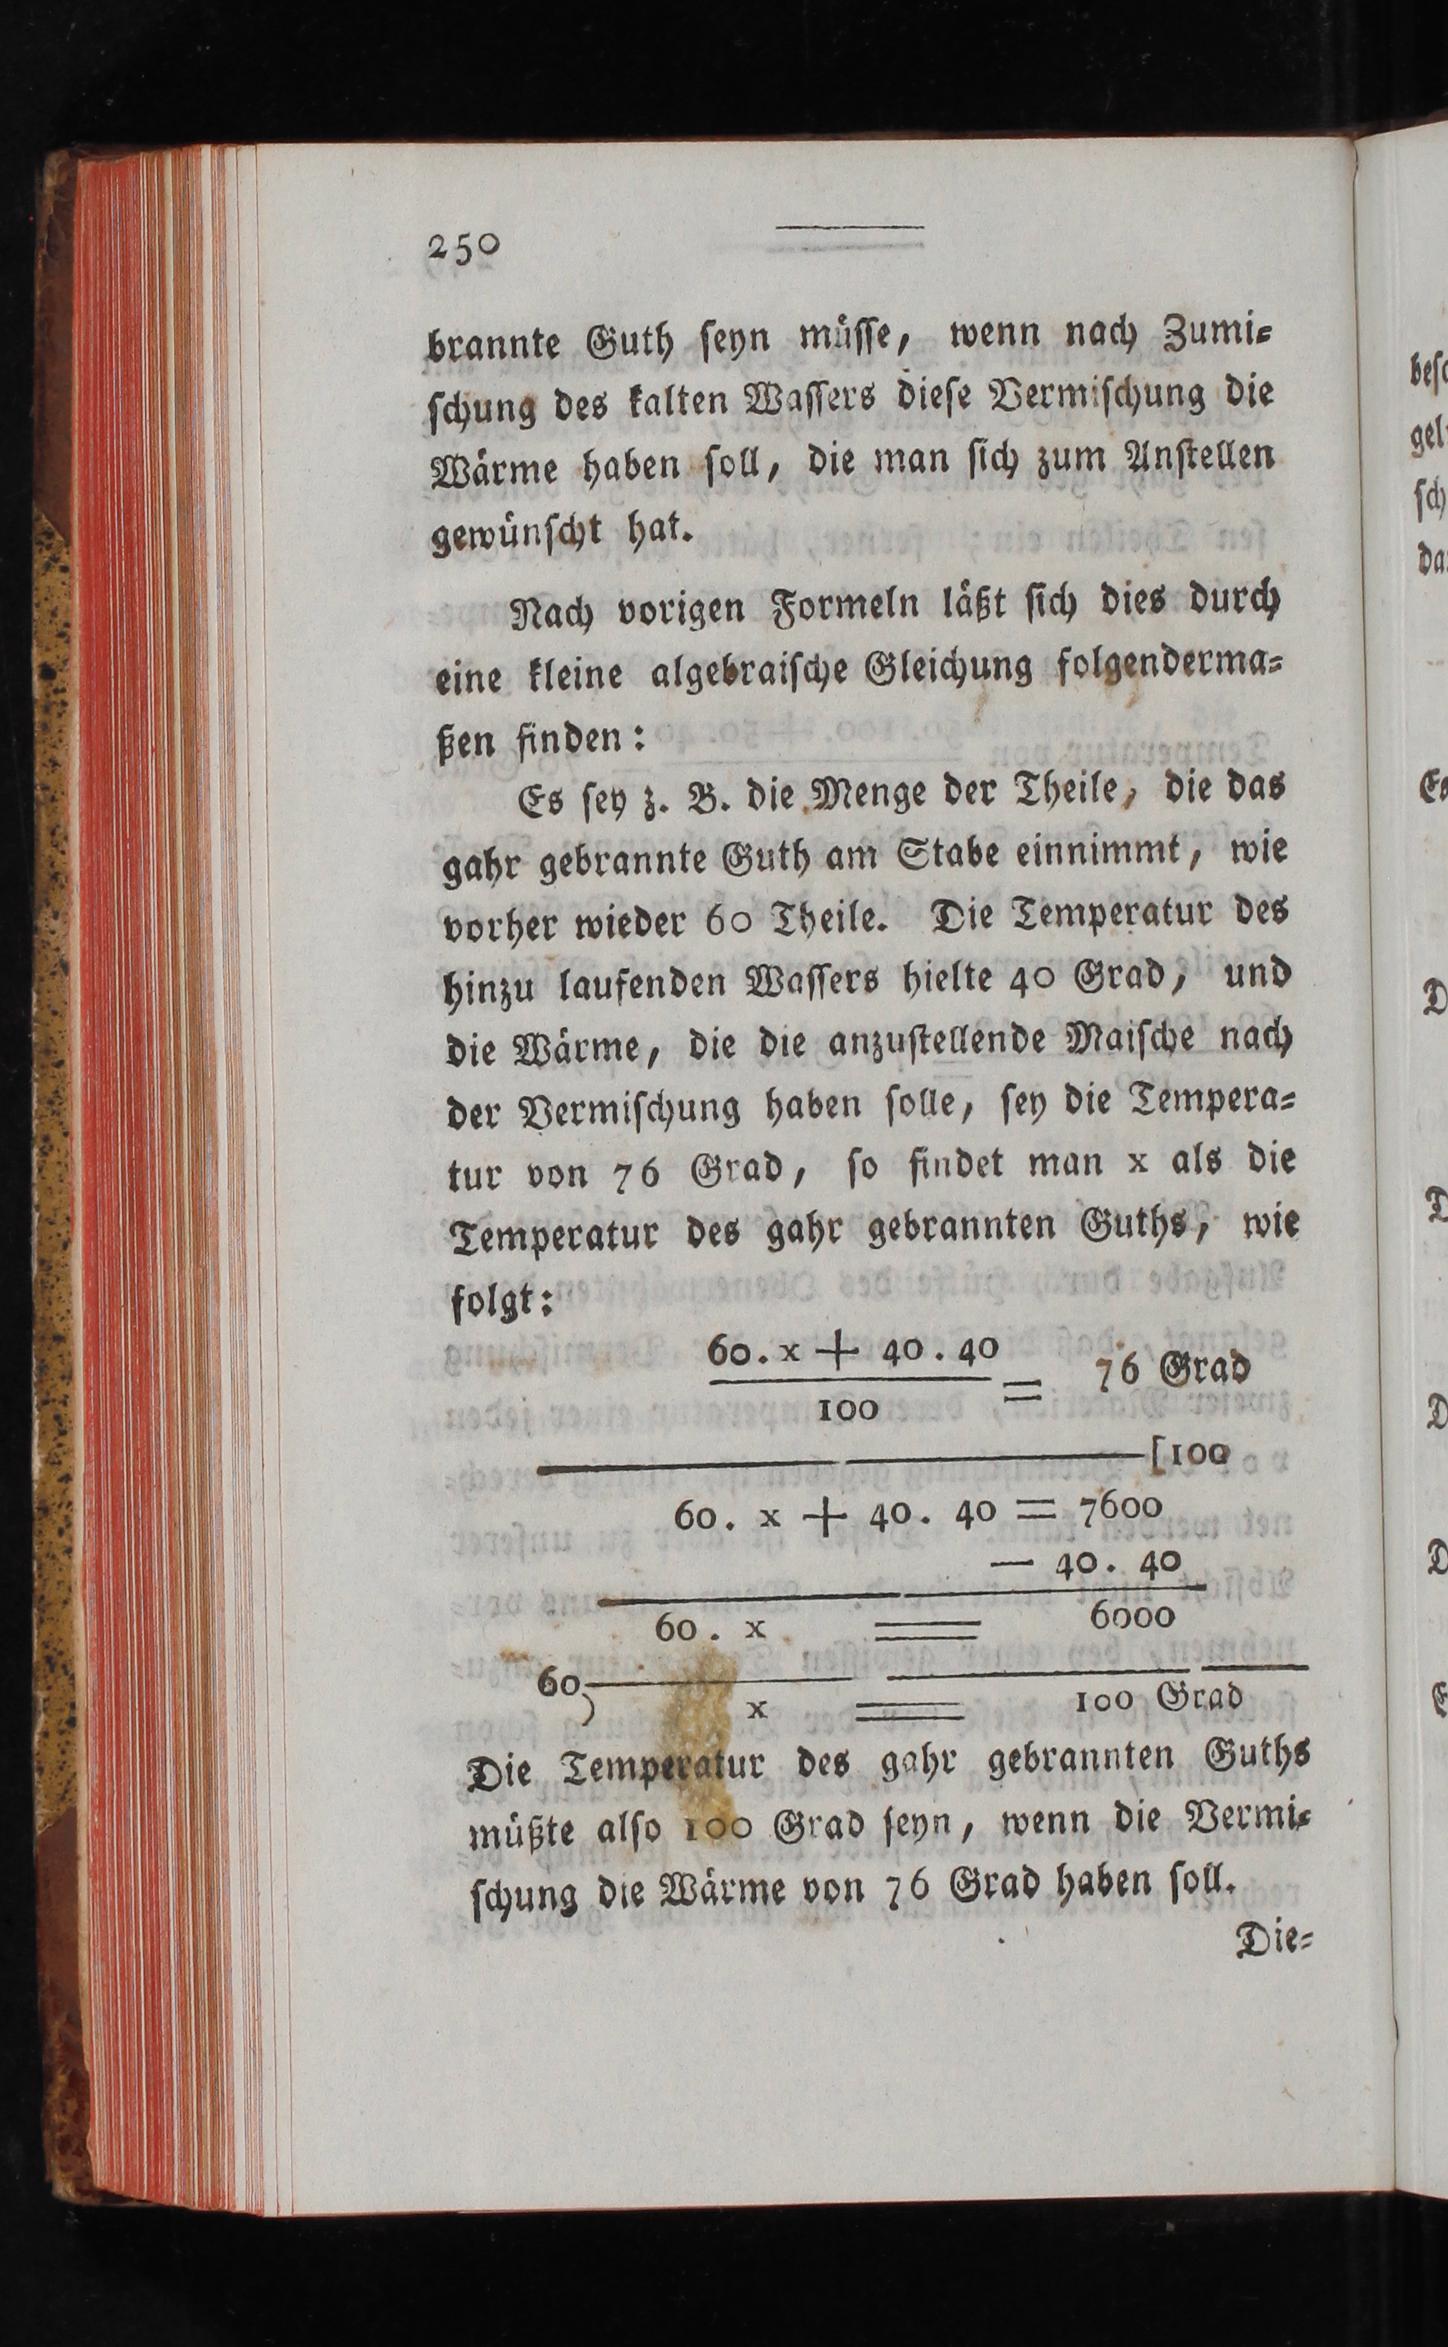 250
brannte Guth ſeyn müſſe, wenn nach Zumi⸗
ſchung des kalten Waſſers dieſe Vermiſchung die
Wärme haben ſoll, die man ſich zum Anſtellen
gewünſcht hat.
Nach vorigen Formeln läßt ſich dies durch
eine kleine algebraiſche Gleichung folgenderma⸗
ßen finden:
Es ſey z. B. die Menge der Theile, die das
gahr gebrannte Guth am Stabe einnimmt, wie
vorher wieder 60 Theile. Die Temperatur des
hinzu laufenden Waſſers hielte 40 Grad, und
die Wärme, die die anzuſtellende Maiſche nach
der Vermiſchung haben ſolle, ſey die Tempera⸗
tur von 76 Grad, ſo findet man x als die
Temperatur des gahr gebrannten Guths, wie
folgt:
60. x + 40. 40
= 76 Grad
100
[100
60. x + 40. 40 = 7600
— 40. 40
60. x = 6000
60)
x = 100 Grad
Die Temperatur des gahr gebrannten Guths
müßte alſo 100 Grad ſeyn, wenn die Vermi⸗
ſchung die Wärme von 76 Grad haben ſoll.
Die⸗